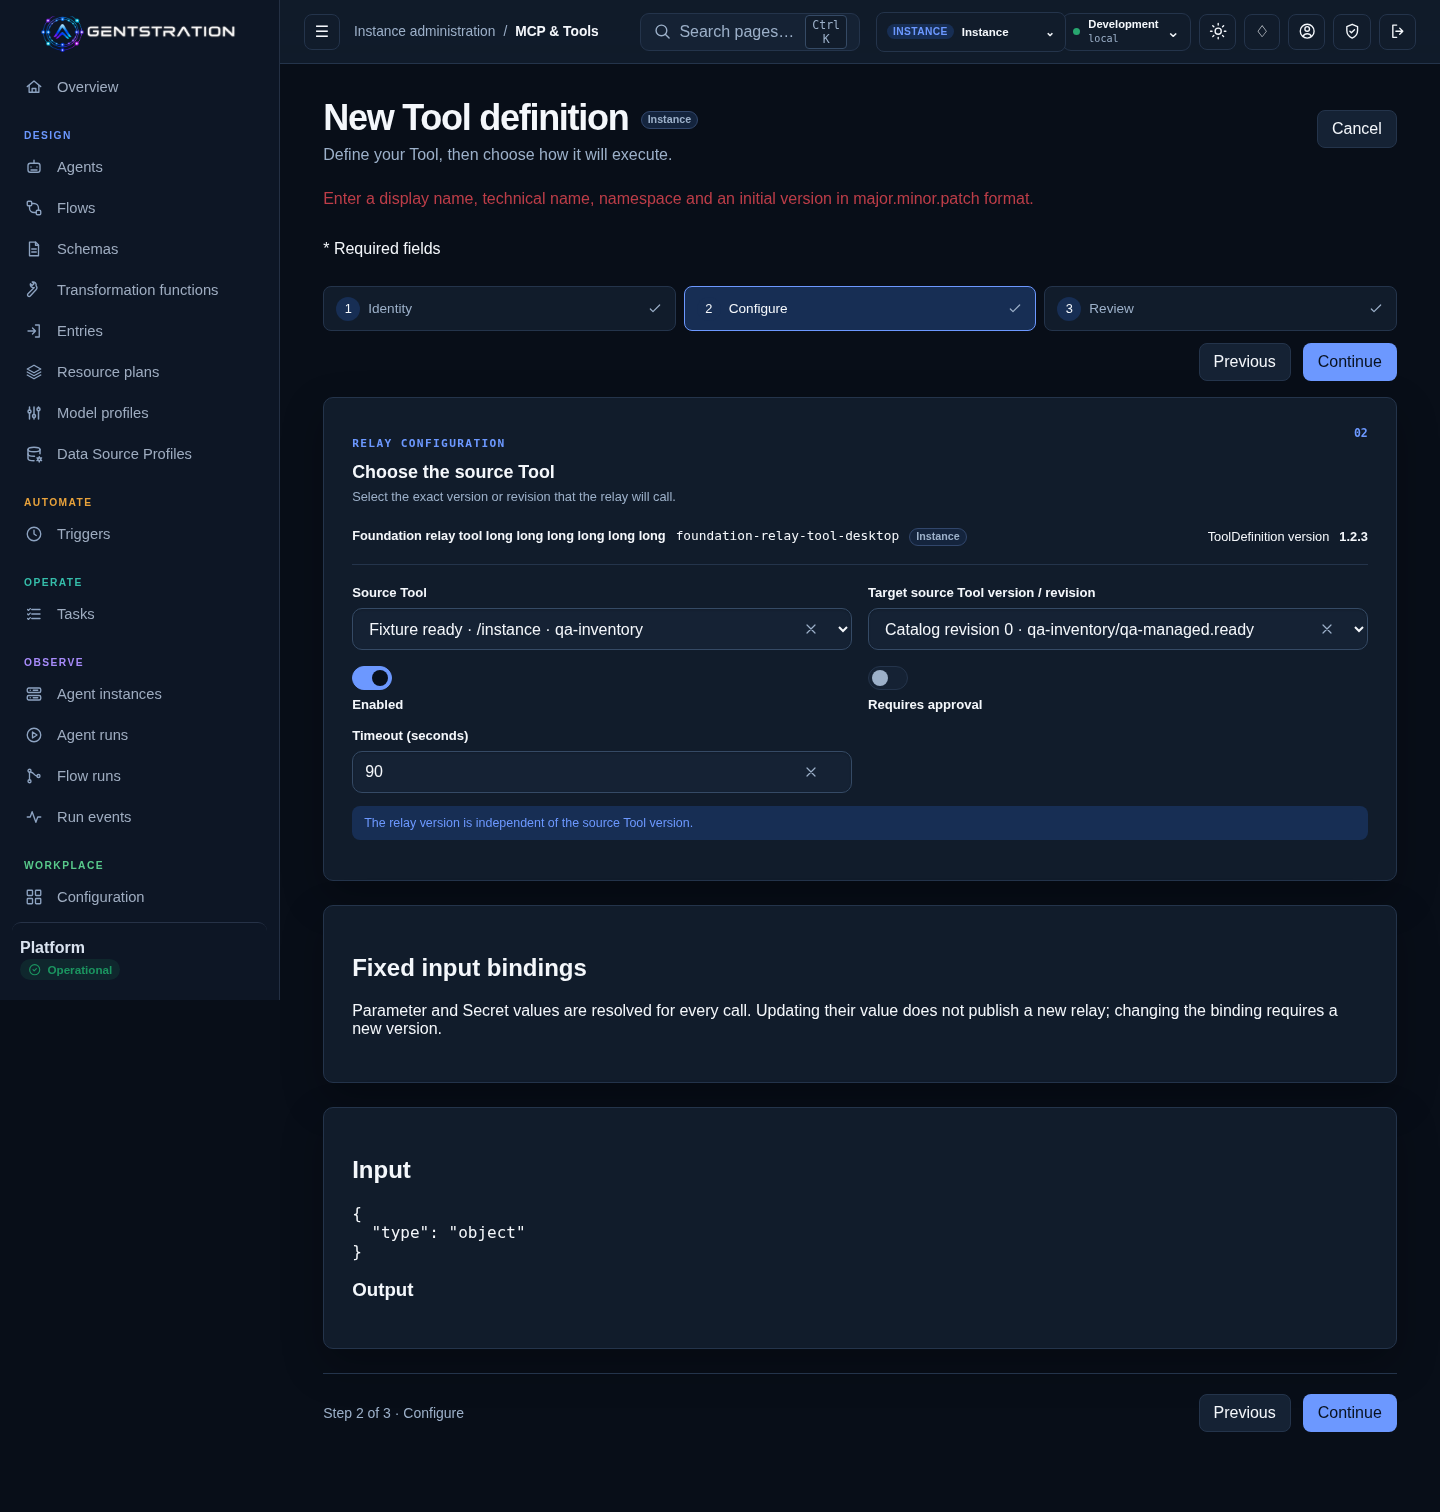 GENTSTRATION
Overview
DESIGN
Agents
Flows
Schemas
Transformation functions
Entries
Resource plans
Model profiles
Data Source Profiles
AUTOMATE
Triggers
OPERATE
Tasks
OBSERVE
Agent instances
Agent runs
Flow runs
Run events
WORKPLACE
Configuration
Platform
Operational
Instance administration / MCP & Tools
Search pages…
Ctrl
K
INSTANCE Instance
Development
local
New Tool definition Instance
Define your Tool, then choose how it will execute.
Cancel
Enter a display name, technical name, namespace and an initial version in major.minor.patch format.
* Required fields
1 Identity
2 Configure
3 Review
Previous Continue
RELAY CONFIGURATION
02
Choose the source Tool
Select the exact version or revision that the relay will call.
Foundation relay tool long long long long long long foundation-relay-tool-desktop Instance
ToolDefinition version 1.2.3
Source Tool
Fixture ready · /instance · qa-inventory
Target source Tool version / revision
Catalog revision 0 · qa-inventory/qa-managed.ready
Enabled
Requires approval
Timeout (seconds)
90
The relay version is independent of the source Tool version.
Fixed input bindings
Parameter and Secret values are resolved for every call. Updating their value does not publish a new relay; changing the binding requires a
new version.
Input
{
  "type": "object"
}
Output
Step 2 of 3 · Configure
Previous Continue